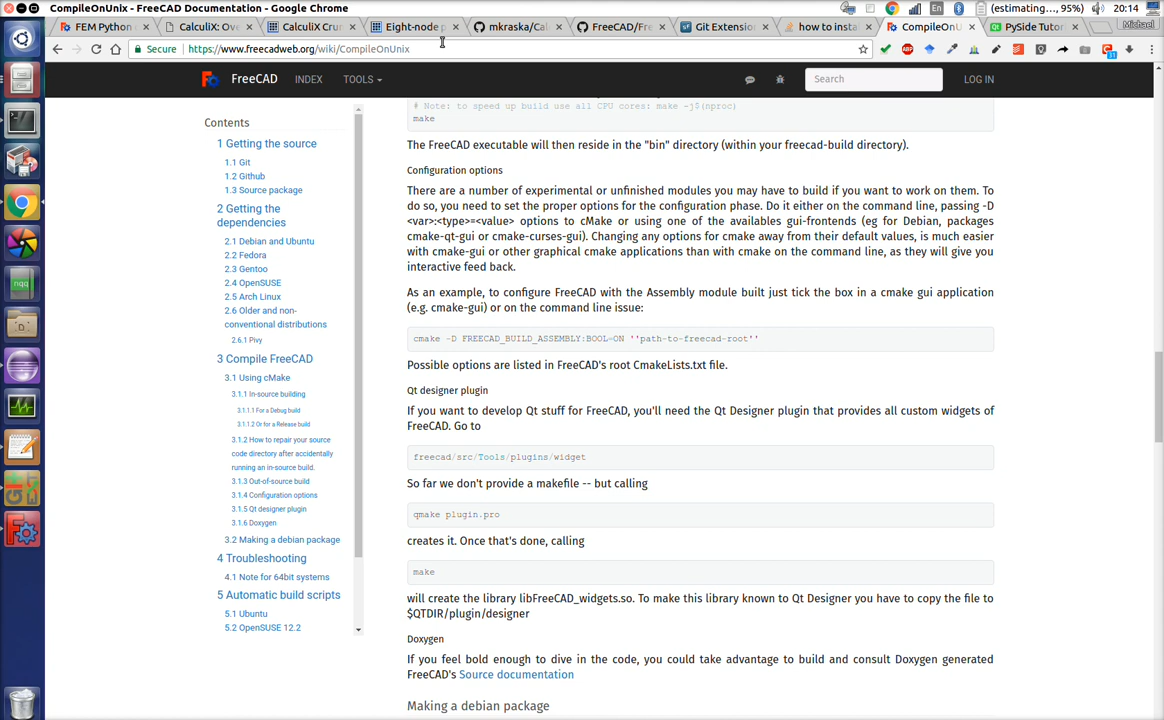 CompileOnUnix - FreeCAD Documentation - Google Chrome
En
(estimating..., 95%)
20:14
Michael
FEM Python
CalculiX: Ov
CalculiX Crun
Eight-node p
mkraska/Cal
FreeCAD/Fre
Git Extension
how to instal
CompileOnU
PySide Tutor
Secure
https://www.freecadweb.org/wiki/CompileOnUnix
FreeCAD
INDEX
TOOLS
Search
LOG IN
Contents
1 Getting the source
1.1 Git
1.2 Github
1.3 Source package
2 Getting the
dependencies
2.1 Debian and Ubuntu
2.2 Fedora
2.3 Gentoo
2.4 OpenSUSE
2.5 Arch Linux
2.6 Older and non-
conventional distributions
2.6.1 Pivy
3 Compile FreeCAD
3.1 Using cMake
3.1.1 In-source building
3.1.1.1 For a Debug build
3.1.1.2 Or for a Release build
3.1.2 How to repair your
source code directory after accidentally
running an in-source build.
3.1.3 Out-of-source build
3.1.4 Configuration options
3.1.5 Qt designer plugin
3.1.6 Doxygen
3.2 Making a debian package
4 Troubleshooting
4.1 Note for 64bit systems
5 Automatic build scripts
5.1 Ubuntu
5.2 OpenSUSE 12.2
# Note: to speed up build use all CPU cores: make -j$(nproc)
make
The FreeCAD executable will then reside in the "bin" directory (within your freecad-build directory).
Configuration options
There are a number of experimental or unfinished modules you may have to build if you want to work on them. To
do so, you need to set the proper options for the configuration phase. Do it either on the command line, passing -D
<var>:<type>=<value> options to cMake or using one of the availables gui-frontends (eg for Debian, packages
cmake-qt-gui or cmake-curses-gui). Changing any options for cmake away from their default values, is much easier
with cmake-gui or other graphical cmake applications than with cmake on the command line, as they will give you
interactive feed back.
As an example, to configure FreeCAD with the Assembly module built just tick the box in a cmake gui application
(e.g. cmake-gui) or on the command line issue:
cmake -D FREECAD_BUILD_ASSEMBLY:BOOL=ON ''path-to-freecad-root''
Possible options are listed in FreeCAD's root CmakeLists.txt file.
Qt designer plugin
If you want to develop Qt stuff for FreeCAD, you'll need the Qt Designer plugin that provides all custom widgets of
FreeCAD. Go to
freecad/src/Tools/plugins/widget
So far we don't provide a makefile -- but calling
qmake plugin.pro
creates it. Once that's done, calling
make
will create the library libFreeCAD_widgets.so. To make this library known to Qt Designer you have to copy the file to
$QTDIR/plugin/designer
Doxygen
If you feel bold enough to dive in the code, you could take advantage to build and consult Doxygen generated
FreeCAD's Source documentation
Making a debian package